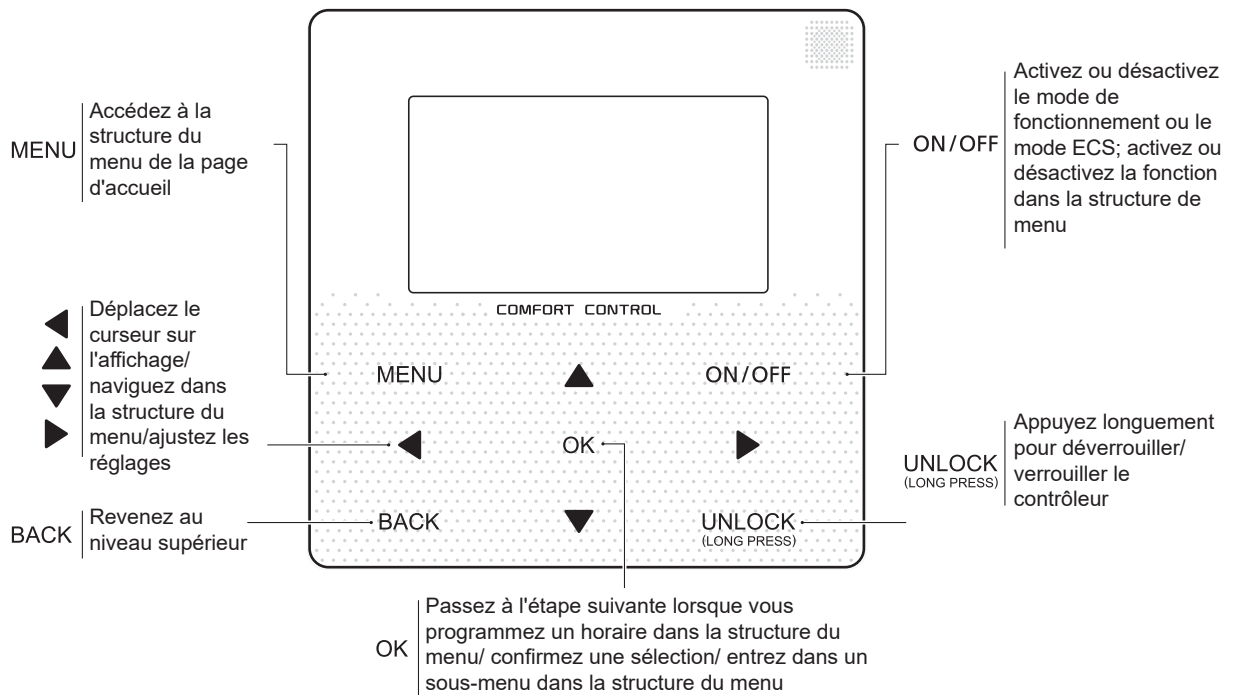 MENU
Accédez à la
structure du
menu de la page
d'accueil
Déplacez le
curseur sur
l'affichage/
naviguez dans
la structure du
menu/ajustez les
réglages
BACK
Revenez au
niveau supérieur
COMFORT CONTROL
MENU
ON/OFF
OK
BACK
UNLOCK
(LONG PRESS)
ON/OFF
Activez ou désactivez
le mode de
fonctionnement ou le
mode ECS; activez ou
désactivez la fonction
dans la structure de
menu
UNLOCK
(LONG PRESS)
Appuyez longuement
pour déverrouiller/
verrouiller le
contrôleur
OK
Passez à l'étape suivante lorsque vous
programmez un horaire dans la structure du
menu/ confirmez une sélection/ entrez dans un
sous-menu dans la structure du menu